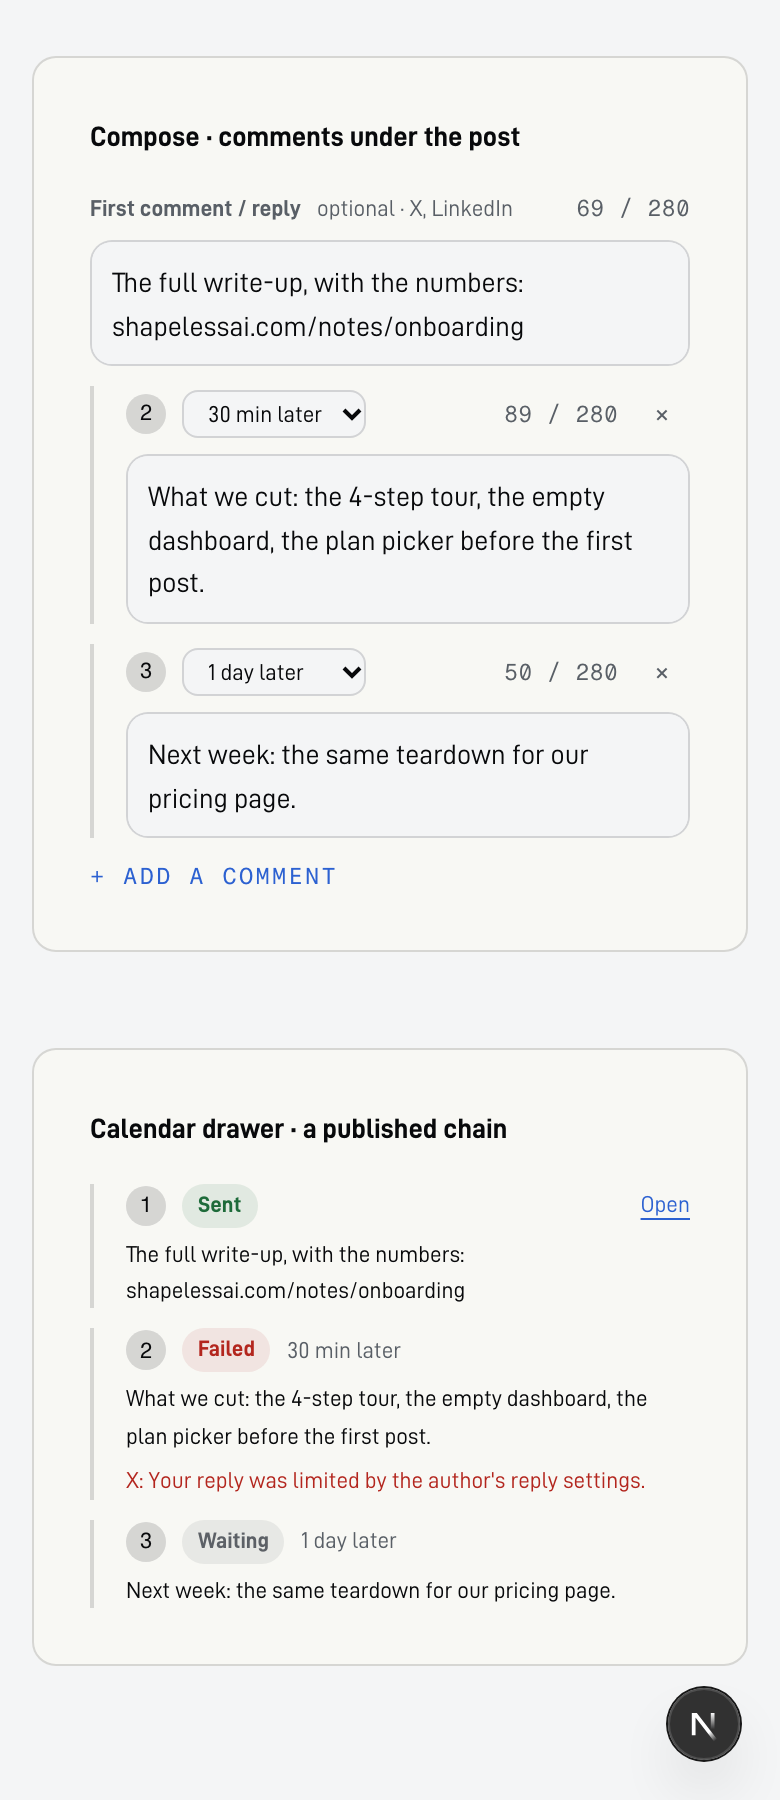 Compose · comments under the post
First comment / reply optional · X, LinkedIn 69 / 280
The full write-up, with the numbers:
shapelessai.com/notes/onboarding
2 30 min later 89 / 280 ×
What we cut: the 4-step tour, the empty
dashboard, the plan picker before the first
post.
3 1 day later 50 / 280 ×
Next week: the same teardown for our
pricing page.
+ ADD A COMMENT
Calendar drawer · a published chain
1 Sent Open
The full write-up, with the numbers:
shapelessai.com/notes/onboarding
2 Failed 30 min later
What we cut: the 4-step tour, the empty dashboard, the
plan picker before the first post.
X: Your reply was limited by the author's reply settings.
3 Waiting 1 day later
Next week: the same teardown for our pricing page.
N